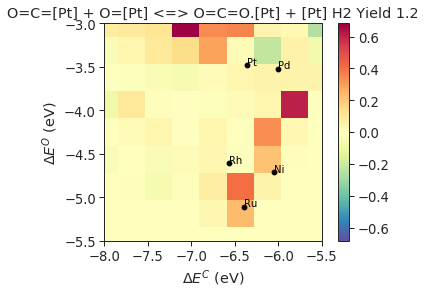 O=C=[Pt] + O=[Pt] <=> O=C=O.[Pt] + [Pt] H2 Yield 1.2
−3.0
−3.5
−4.0
−4.5
−5.0
−5.5
ΔE^O (eV)
Pt
Pd
Rh
Ni
Ru
−8.0 −7.5 −7.0 −6.5 −6.0 −5.5
ΔE^C (eV)
0.6
0.4
0.2
0.0
−0.2
−0.4
−0.6